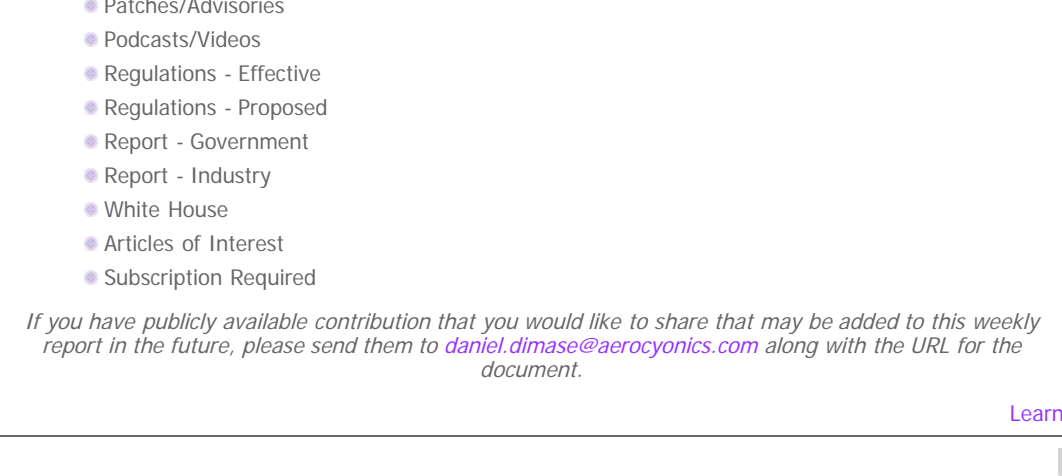 Patches/Advisories
Podcasts/Videos
Regulations - Effective
Regulations - Proposed
Report - Government
Report - Industry
White House
Articles of Interest
Subscription Required
If you have publicly available contribution that you would like to share that may be added to this weekly
report in the future, please send them to daniel.dimase@aerocyonics.com along with the URL for the
document.
Learn